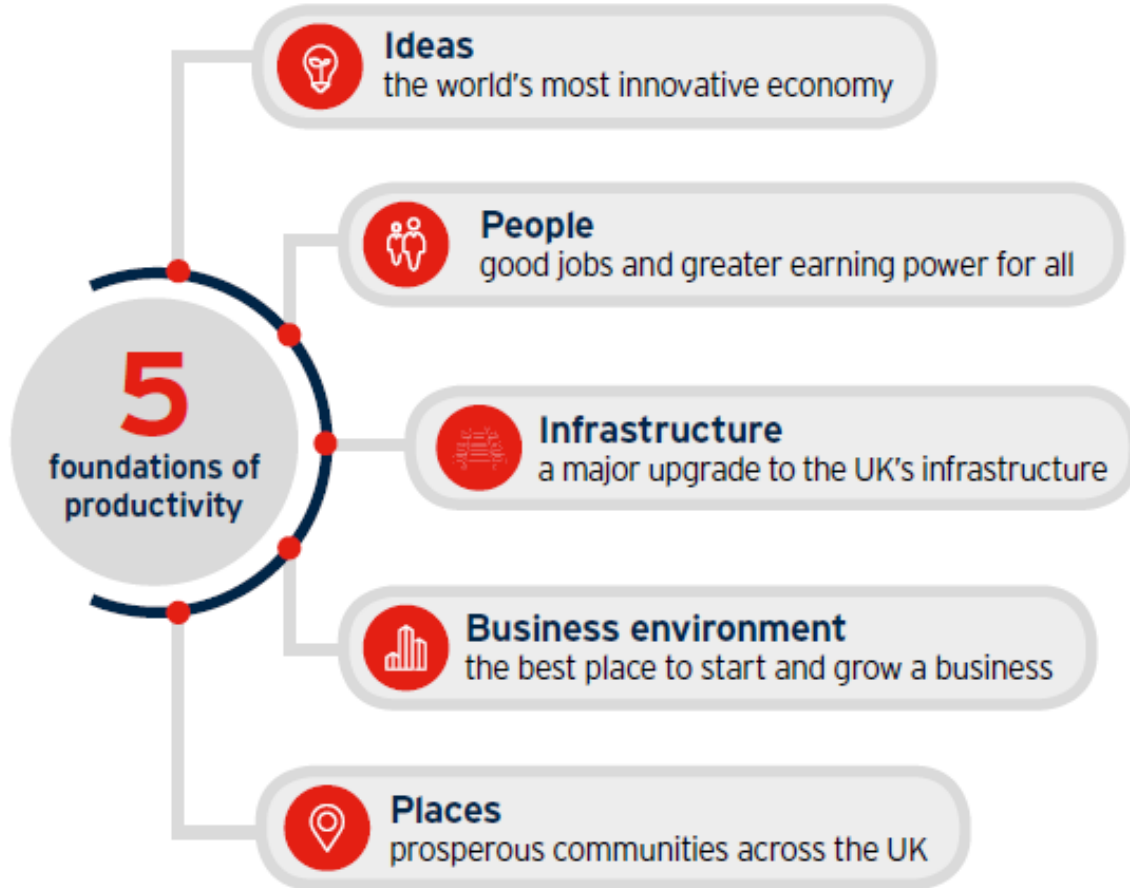 Ideas
the world's most innovative economy
People
good jobs and greater earning power for all
5
foundations of
productivity
Infrastructure
a major upgrade to the UK's infrastructure
Business environment
the best place to start and grow a business
Places
prosperous communities across the UK